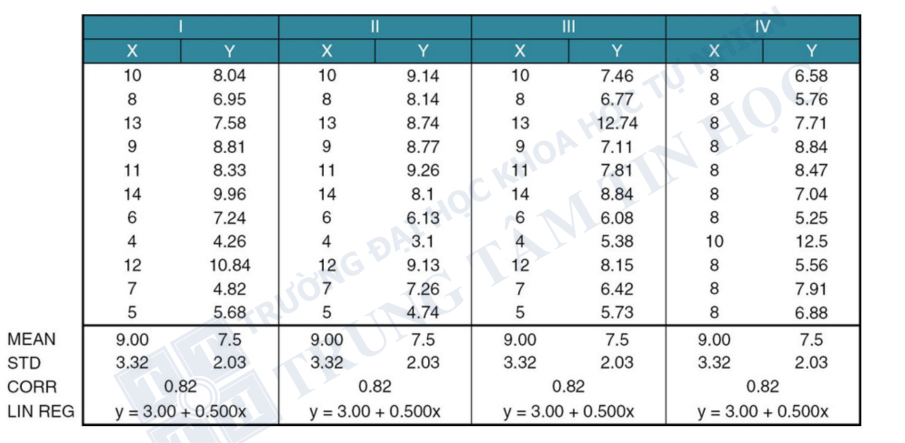 I II III IV
X Y X Y X Y X Y
10 8.04 10 9.14 10 7.46 8 6.58
8 6.95 8 8.14 8 6.77 8 5.76
13 7.58 13 8.74 13 12.74 8 7.71
9 8.81 9 8.77 9 7.11 8 8.84
11 8.33 11 9.26 11 7.81 8 8.47
14 9.96 14 8.1 14 8.84 8 7.04
6 7.24 6 6.13 6 6.08 8 5.25
4 4.26 4 3.1 4 5.38 10 12.5
12 10.84 12 9.13 12 8.15 8 5.56
7 4.82 7 7.26 7 6.42 8 7.91
5 5.68 5 4.74 5 5.73 8 6.88
MEAN 9.00 7.5 9.00 7.5 9.00 7.5 9.00 7.5
STD 3.32 2.03 3.32 2.03 3.32 2.03 3.32 2.03
CORR 0.82 0.82 0.82 0.82
LIN REG y = 3.00 + 0.500x y = 3.00 + 0.500x y = 3.00 + 0.500x y = 3.00 + 0.500x
TRƯỜNG ĐẠI HỌC KHOA HỌC TỰ NHIÊN
TRUNG TÂM TIN HỌC